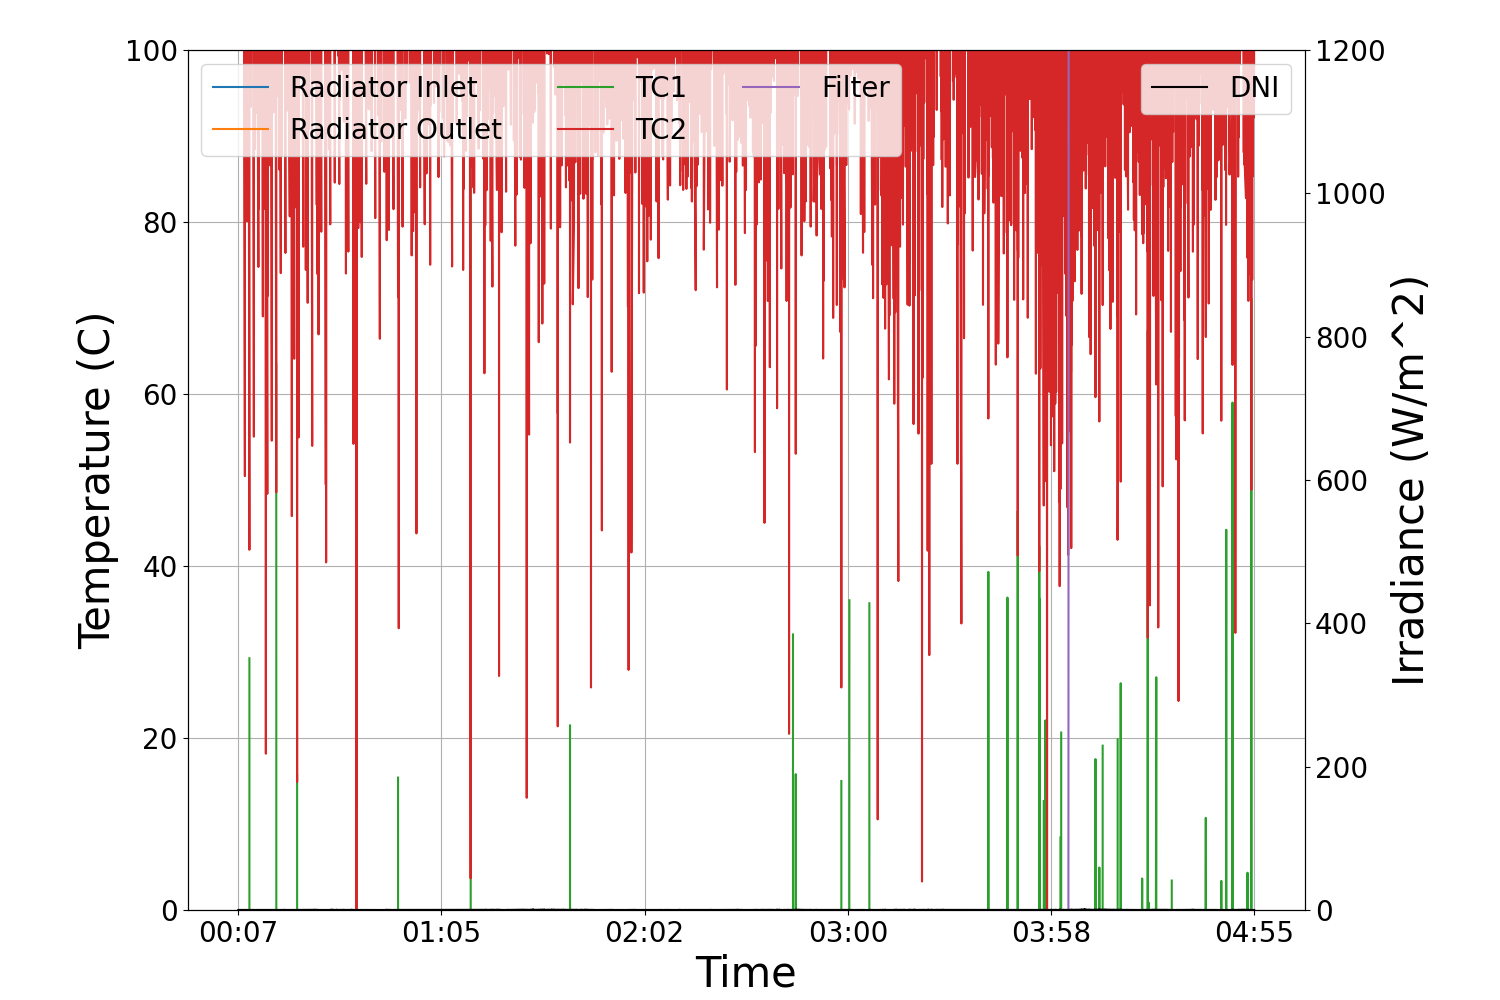 100
80
60
40
20
0
Temperature (C)
Radiator Inlet
Radiator Outlet
TC1
TC2
Filter
DNI
1200
1000
800
600
400
200
0
Irradiance (W/m^2)
00:07 01:05 02:02 03:00 03:58 04:55
Time